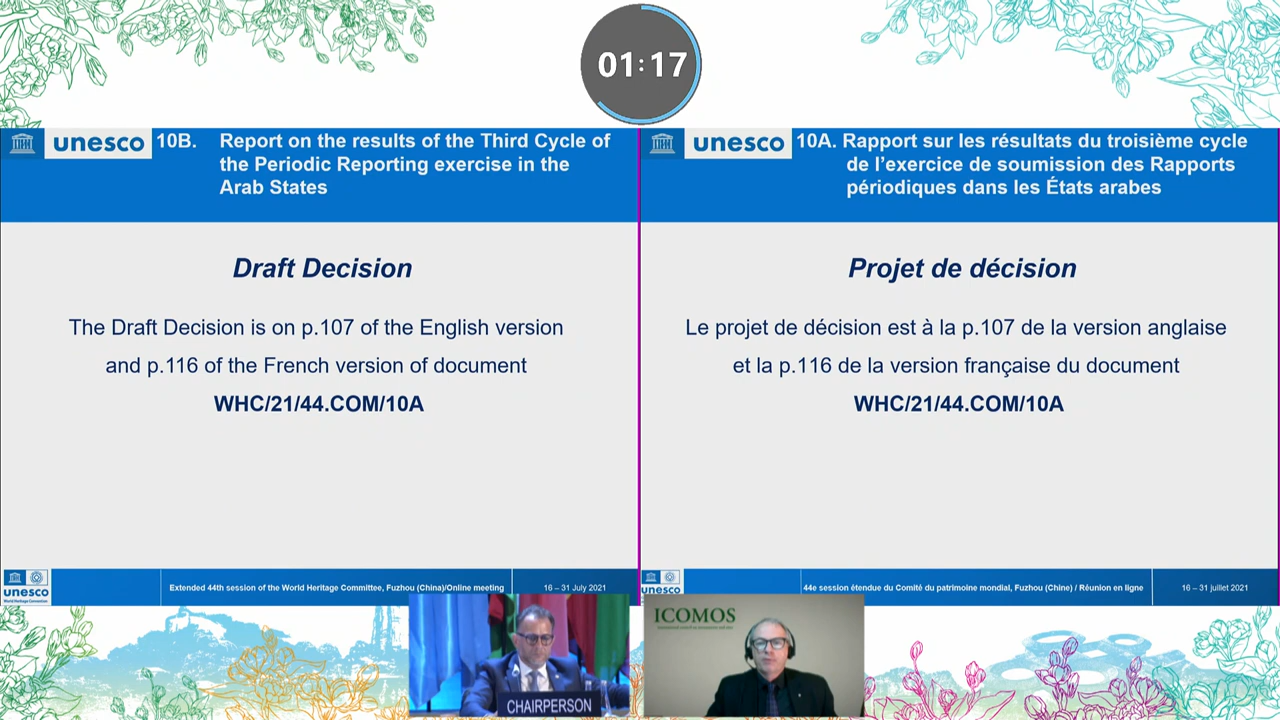 01:17
unesco
10B. Report on the results of the Third Cycle of
the Periodic Reporting exercise in the
Arab States
Draft Decision
The Draft Decision is on p.107 of the English version
and p.116 of the French version of document
WHC/21/44.COM/10A
unesco
World Heritage Convention
Extended 44th session of the World Heritage Committee, Fuzhou (China)/Online meeting
16 – 31 July 2021
unesco
10A. Rapport sur les résultats du troisième cycle
de l’exercice de soumission des Rapports
périodiques dans les États arabes
Projet de décision
Le projet de décision est à la p.107 de la version anglaise
et la p.116 de la version française du document
WHC/21/44.COM/10A
unesco
44e session étendue du Comité du patrimoine mondial, Fuzhou (Chine) / Réunion en ligne
16 – 31 juillet 2021
CHAIRPERSON
ICOMOS